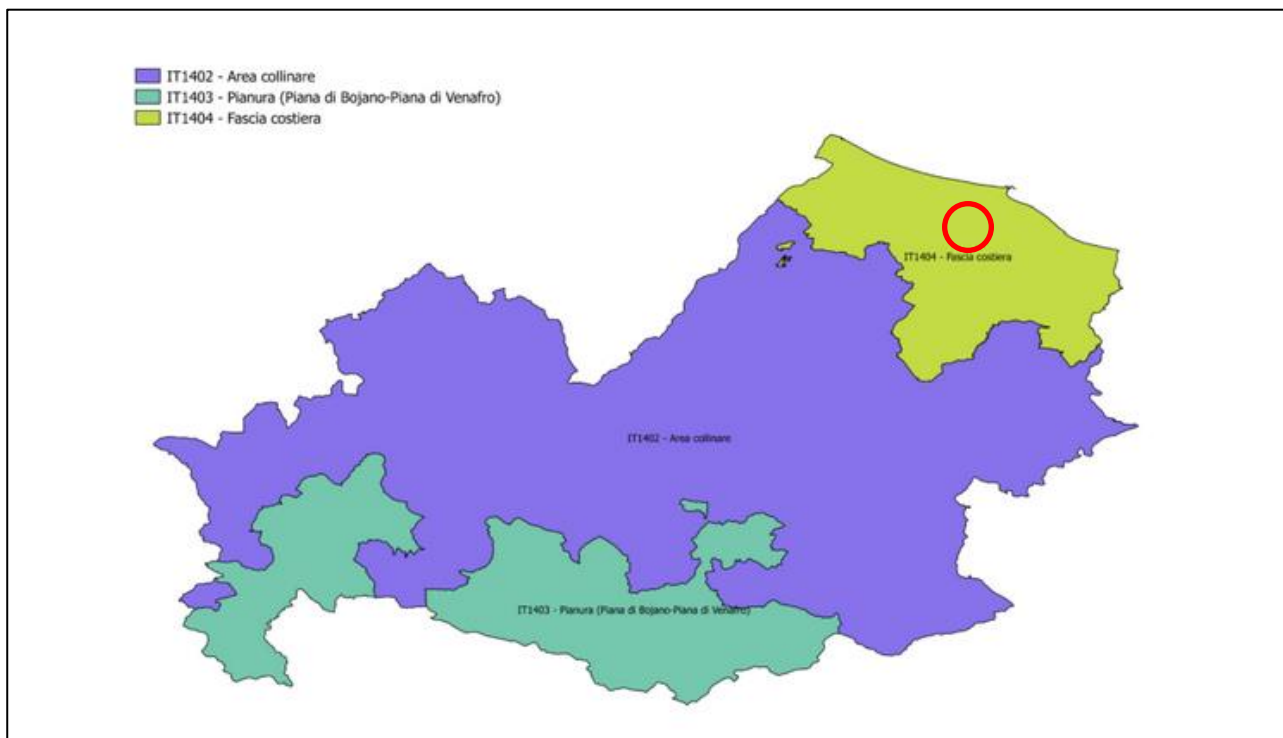 IT1402 - Area collinare
IT1403 - Pianura (Piana di Bojano-Piana di Venafro)
IT1404 - Fascia costiera
IT1404 - Fascia costiera
IT1402 - Area collinare
IT1403 - Pianura (Piana di Bojano-Piana di Venafro)